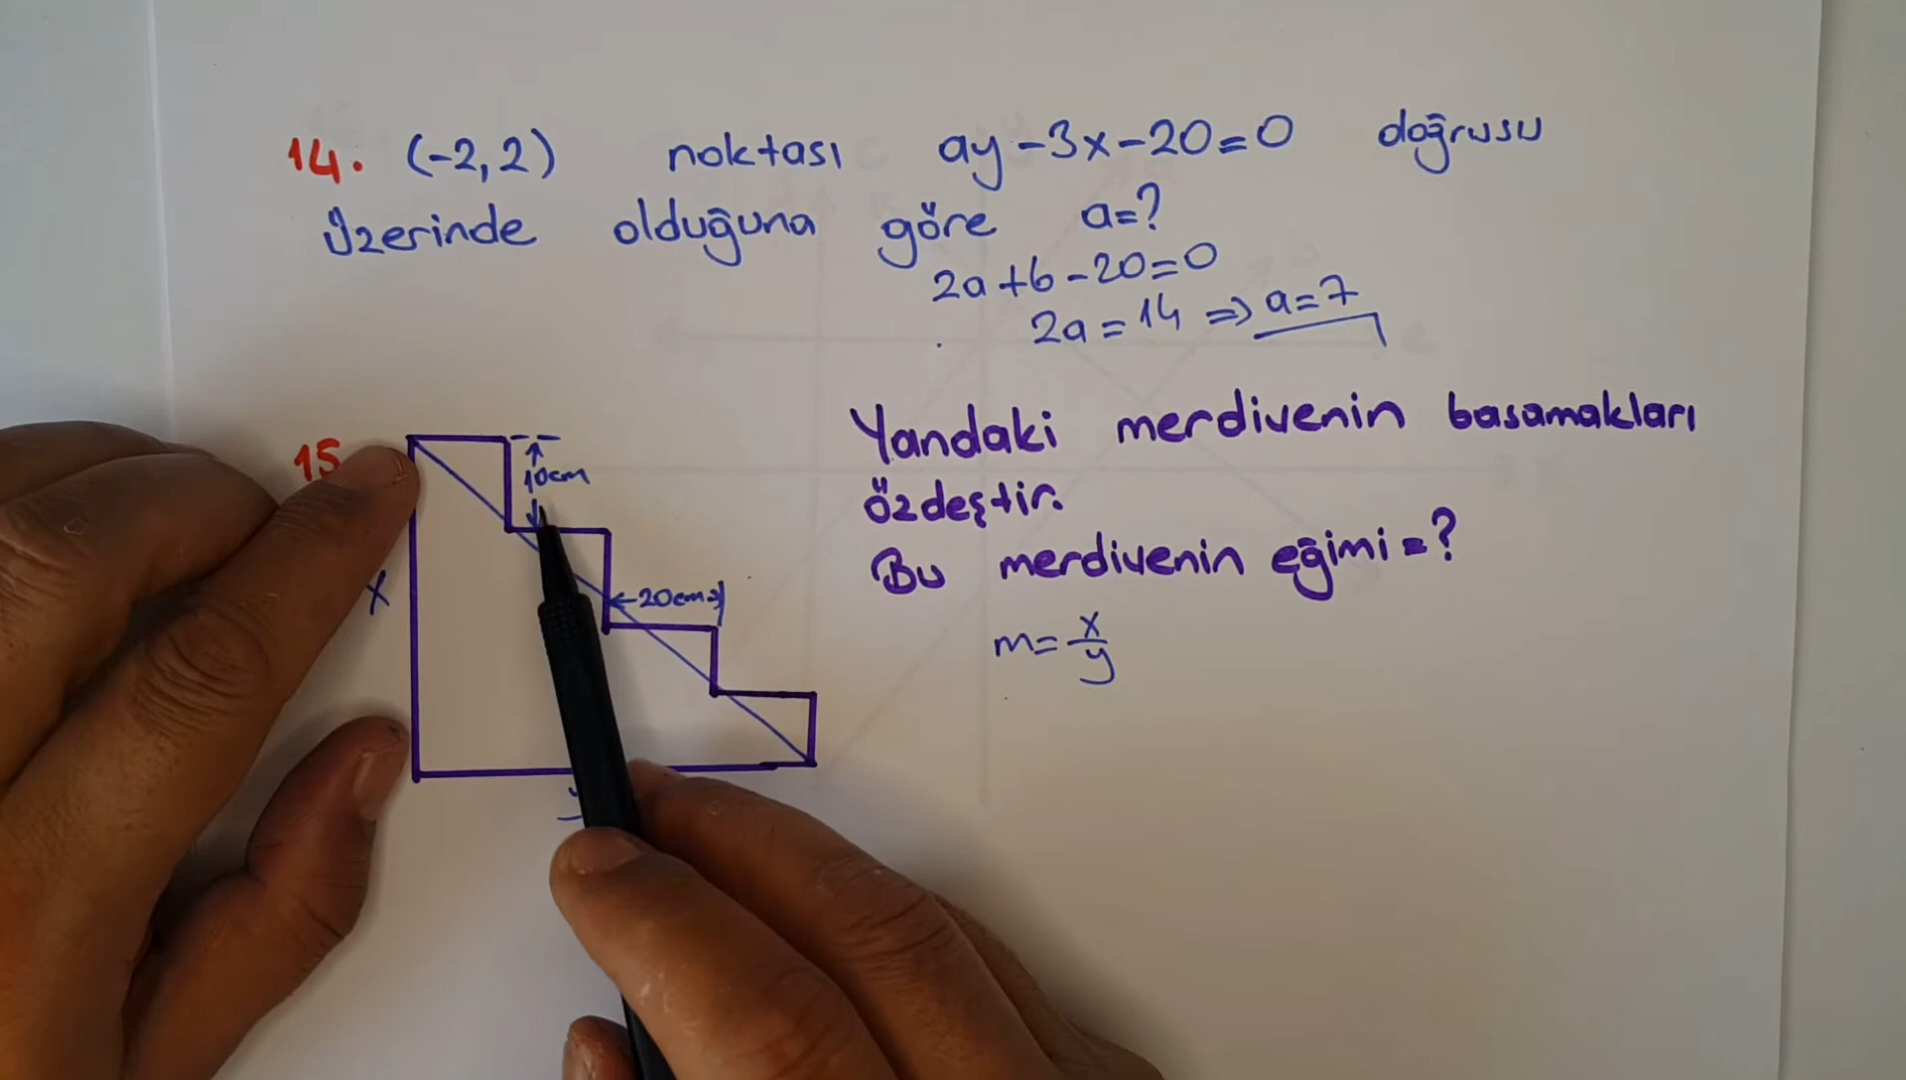 14. (-2,2) noktası ay-3x-20=0 doğrusu
üzerinde olduğuna göre a=?
2a+6-20=0
2a=14 => a=7
15
10cm
20cm
x
Yandaki merdivenin basamakları
özdeştir.
Bu merdivenin eğimi=?
m=x/y